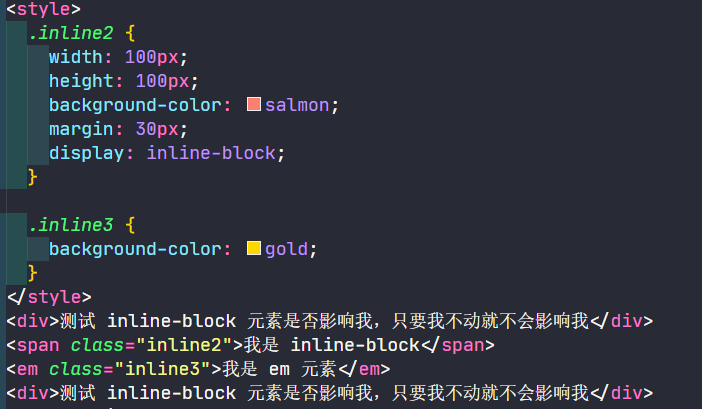 <style>
.inline2 {
width: 100px;
height: 100px;
background-color: salmon;
margin: 30px;
display: inline-block;
}
.inline3 {
background-color: gold;
}
</style>
<div>测试 inline-block 元素是否影响我，只要我不动就不会影响我</div>
<span class="inline2">我是 inline-block</span>
<em class="inline3">我是 em 元素</em>
<div>测试 inline-block 元素是否影响我，只要我不动就不会影响我</div>